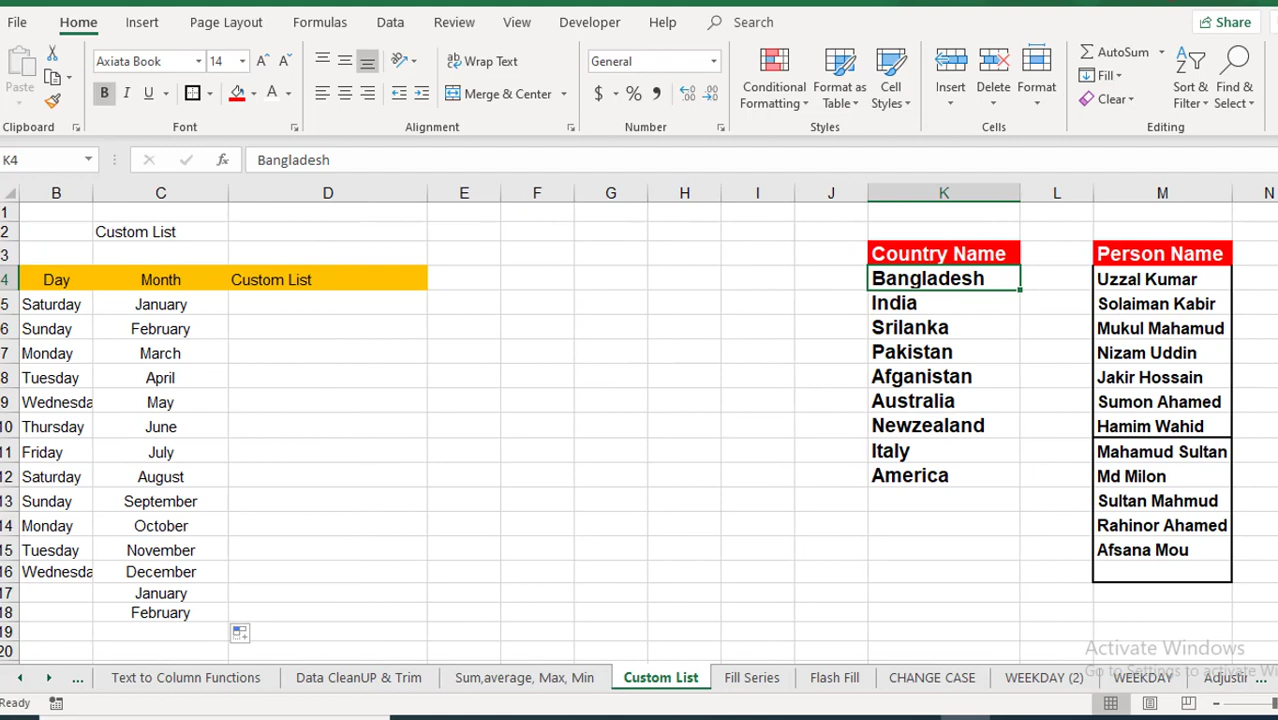 File Home Insert Page Layout Formulas Data Review View Developer Help Search Share
Axiata Book 14 Wrap Text General AutoSum
Paste B I U A Merge & Center $ % Conditional Formatting Format as Table Cell Styles Insert Delete Format Fill Clear Sort & Filter Find & Select
Clipboard Font Alignment Number Styles Cells Editing
K4 fx Bangladesh
B C D E F G H I J K L M N
1
2 Custom List
3 Country Name Person Name
4 Day Month Custom List Bangladesh Uzzal Kumar
5 Saturday January India Solaiman Kabir
6 Sunday February Srilanka Mukul Mahamud
7 Monday March Pakistan Nizam Uddin
8 Tuesday April Afganistan Jakir Hossain
9 Wednesda May Australia Sumon Ahamed
10 Thursday June Newzealand Hamim Wahid
11 Friday July Italy Mahamud Sultan
12 Saturday August America Md Milon
13 Sunday September Sultan Mahmud
14 Monday October Rahinor Ahamed
15 Tuesday November Afsana Mou
16 Wednesda December
17 January
18 February
19
20
Activate Windows
Go to Settings to activate W
... Text to Column Functions Data CleanUP & Trim Sum,average, Max, Min Custom List Fill Series Flash Fill CHANGE CASE WEEKDAY (2) WEEKDAY Adjustir ...
Ready